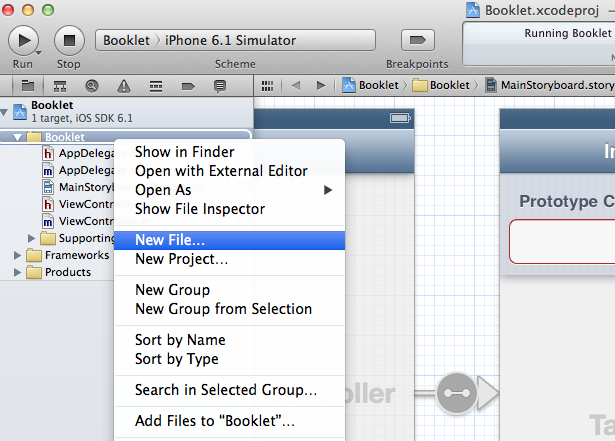 Booklet.xcodeproj
Booklet › iPhone 6.1 Simulator
Running Booklet
Run Stop Scheme Breakpoints
Booklet › Booklet › MainStoryboard.story
Booklet
1 target, iOS SDK 6.1
Booklet
h AppDelega
m AppDelega
MainStoryb
h ViewContr
m ViewContr
Supporting
Frameworks
Products
Show in Finder
Open with External Editor
Open As
Show File Inspector
New File...
New Project...
New Group
New Group from Selection
Sort by Name
Sort by Type
Search in Selected Group...
Add Files to “Booklet”...
Prototype C
oller
Ta